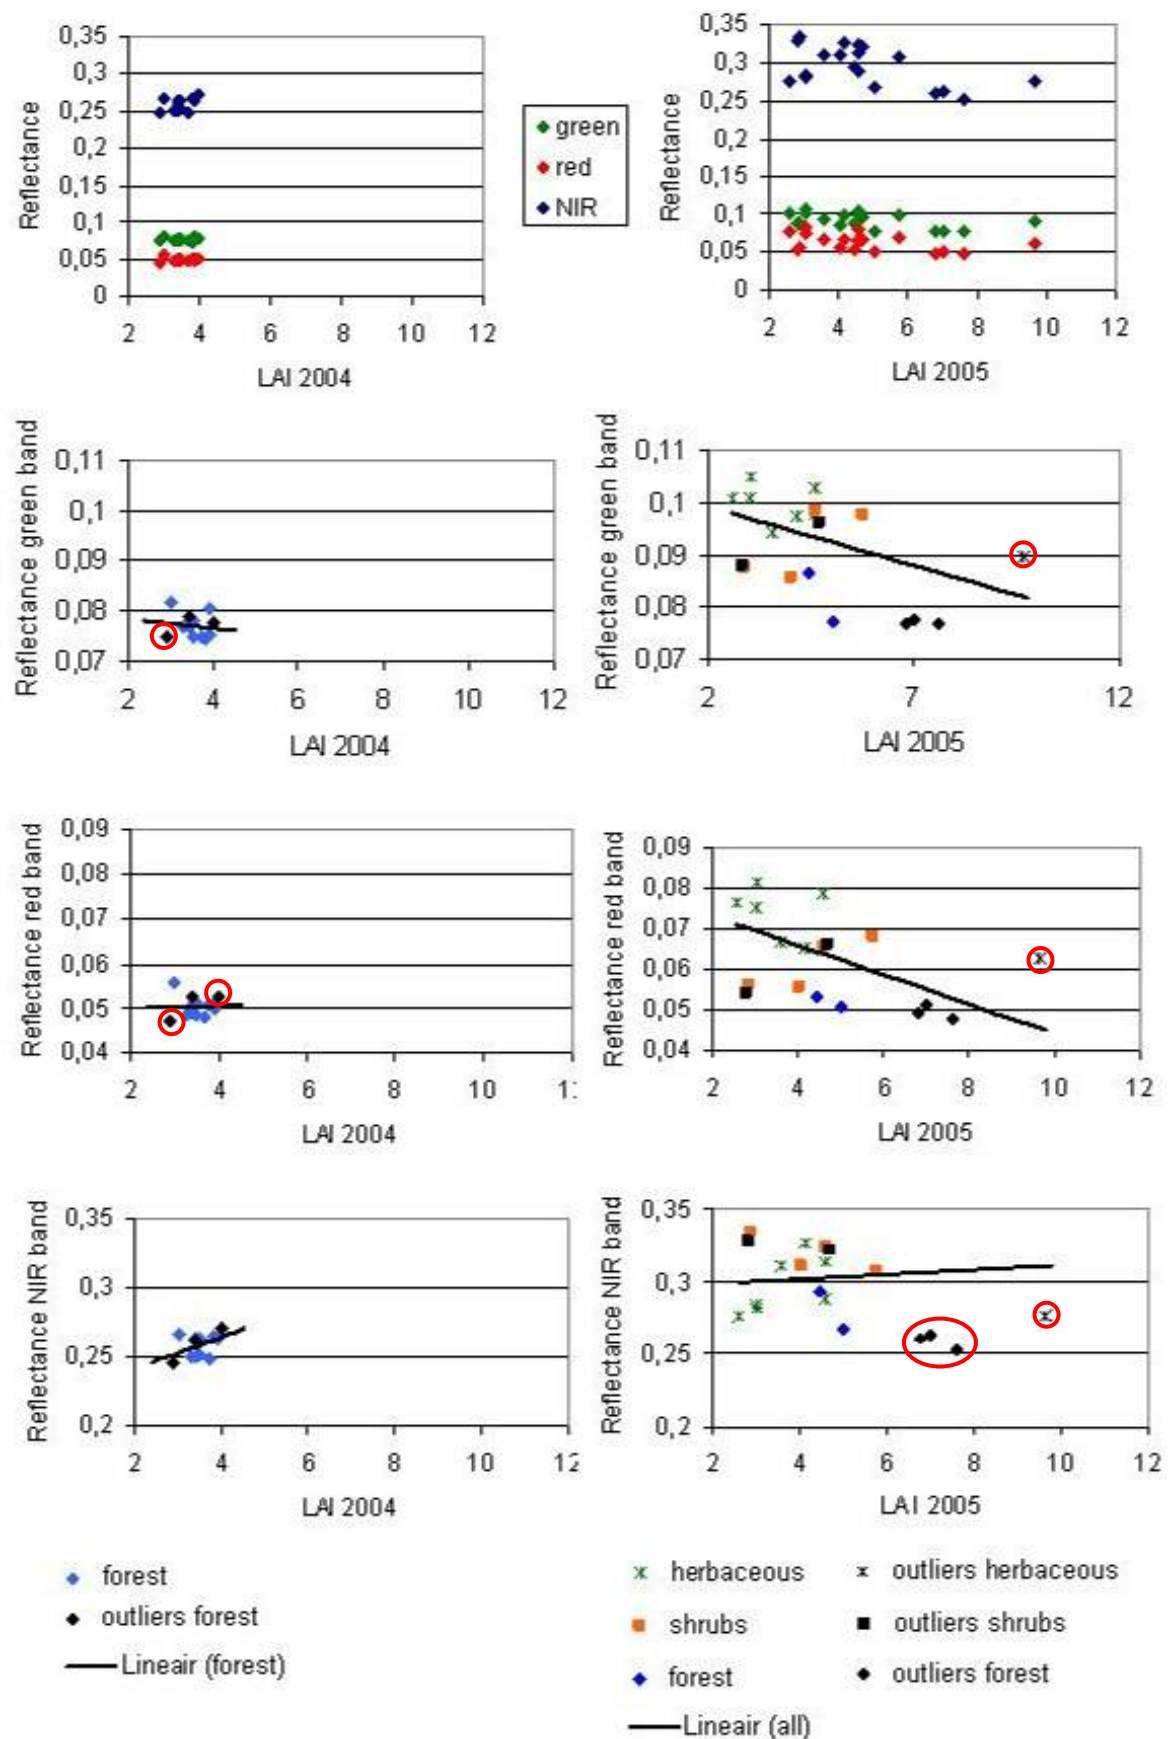 0,35
0,3
0,25
0,2
0,15
0,1
0,05
0
Reflectance
2 4 6 8 10 12
LAI 2004
green
red
NIR
0,35
0,3
0,25
0,2
0,15
0,1
0,05
0
Reflectance
2 4 6 8 10 12
LAI 2005
0,11
0,1
0,09
0,08
0,07
Reflectance green band
2 4 6 8 10 12
LAI 2004
0,11
0,1
0,09
0,08
0,07
Reflectance green band
2 7 12
LAI 2005
0,09
0,08
0,07
0,06
0,05
0,04
Reflectance red band
2 4 6 8 10
LAI 2004
0,09
0,08
0,07
0,06
0,05
0,04
Reflectance red band
2 4 6 8 10 12
LAI 2005
0,35
0,3
0,25
0,2
Reflectance NIR band
2 4 6 8 10 12
LAI 2004
0,35
0,3
0,25
0,2
Reflectance NIR band
2 4 6 8 10 12
LAI 2005
forest
outliers forest
Lineair (forest)
herbaceous
outliers herbaceous
shrubs
outliers shrubs
forest
outliers forest
Lineair (all)